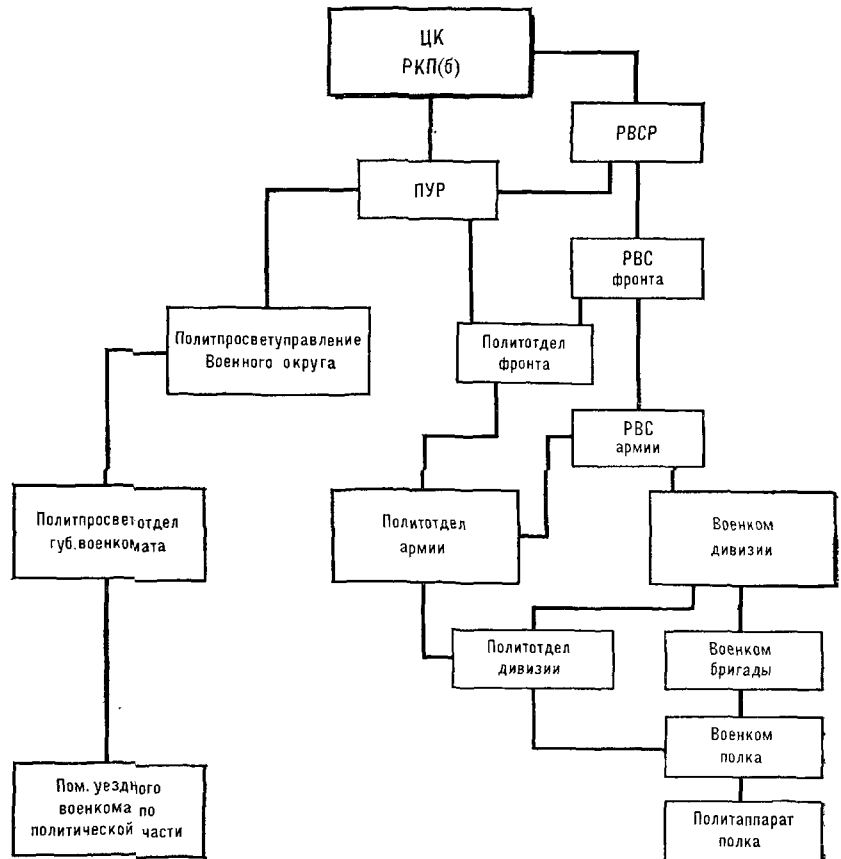 ЦК
РКП(б)
РВСР
ПУР
РВС
фронта
Политпросветуправление
Военного округа
Политотдел
фронта
РВС
армии
Политпросветотдел
губ.военкомата
Политотдел
армии
Военком
дивизии
Политотдел
дивизии
Военком
бригады
Военком
полка
Пом. уездного
военкома по
политической части
Политаппарат
полка